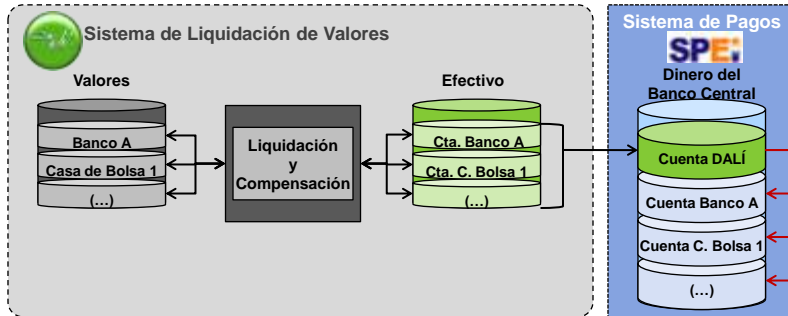 Sistema de Liquidación de Valores
Valores
Banco A
Casa de Bolsa 1
(...)
Liquidación
y
Compensación
Efectivo
Cta. Banco A
Cta. C. Bolsa 1
(...)
Sistema de Pagos
SPEi
Dinero del
Banco Central
Cuenta DALÍ
Cuenta Banco A
Cuenta C. Bolsa 1
(...)